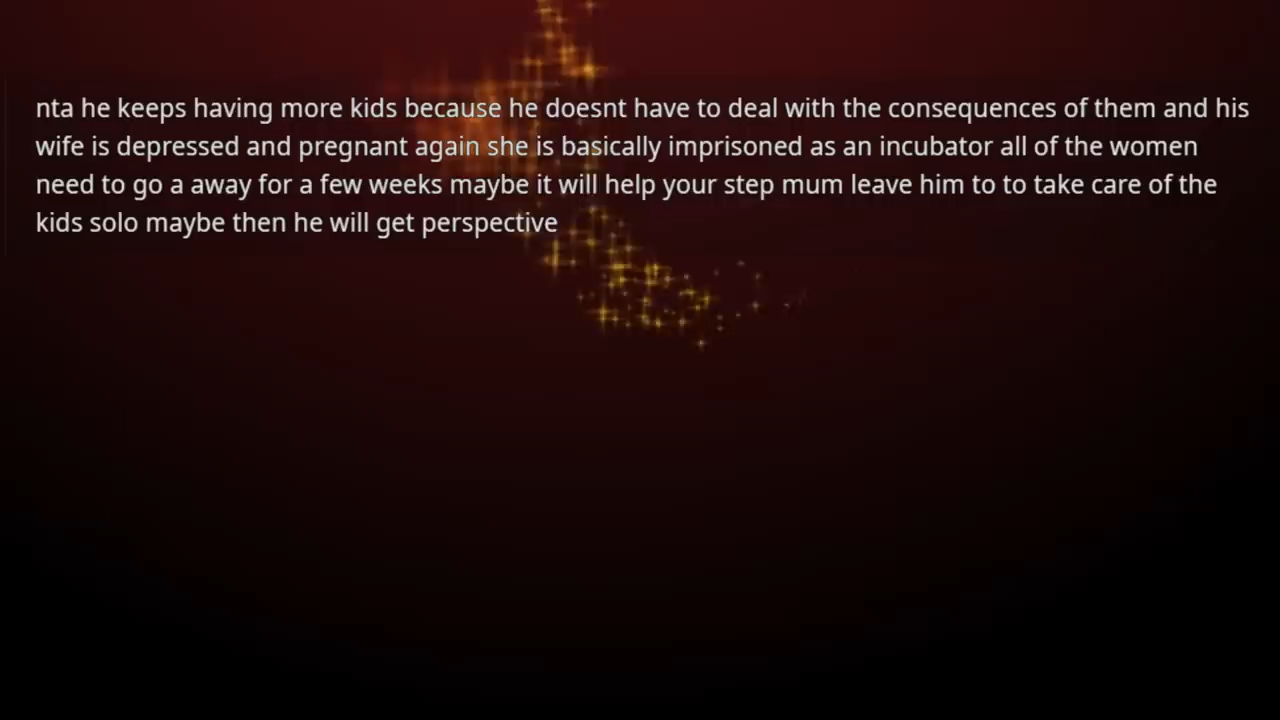 nta he keeps having more kids because he doesnt have to deal with the consequences of them and his
wife is depressed and pregnant again she is basically imprisoned as an incubator all of the women
need to go a away for a few weeks maybe it will help your step mum leave him to to take care of the
kids solo maybe then he will get perspective